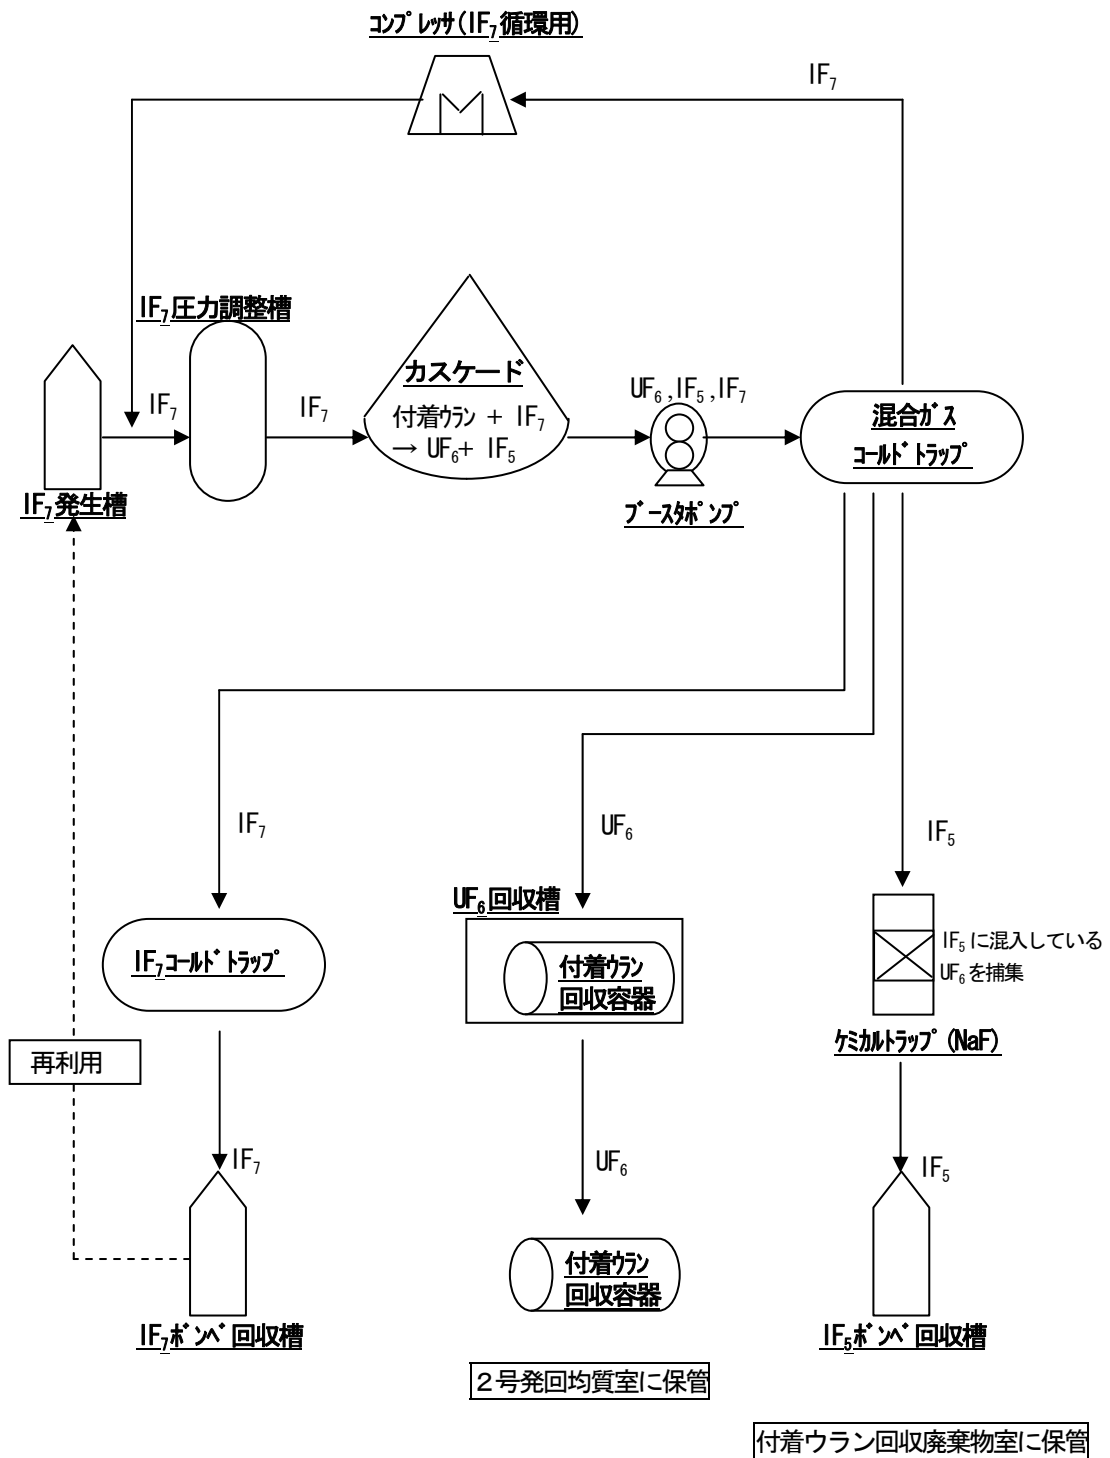 コンプレッサ(IF₇循環用)
IF₇
IF₇圧力調整槽
IF₇
IF₇
カスケード
付着ウラン + IF₇
→ UF₆+ IF₅
UF₆,IF₅,IF₇
混合ガス
コールドトラップ
IF₇発生槽
ブースタポンプ
IF₇
UF₆
IF₅
UF₆回収槽
IF₇コールドトラップ
付着ウラン
回収容器
IF₅に混入している
UF₆を捕集
ケミカルトラップ(NaF)
再利用
IF₇
UF₆
IF₅
付着ウラン
回収容器
IF₇ボンベ回収槽
IF₅ボンベ回収槽
２号発回均質室に保管
付着ウラン回収廃棄物室に保管